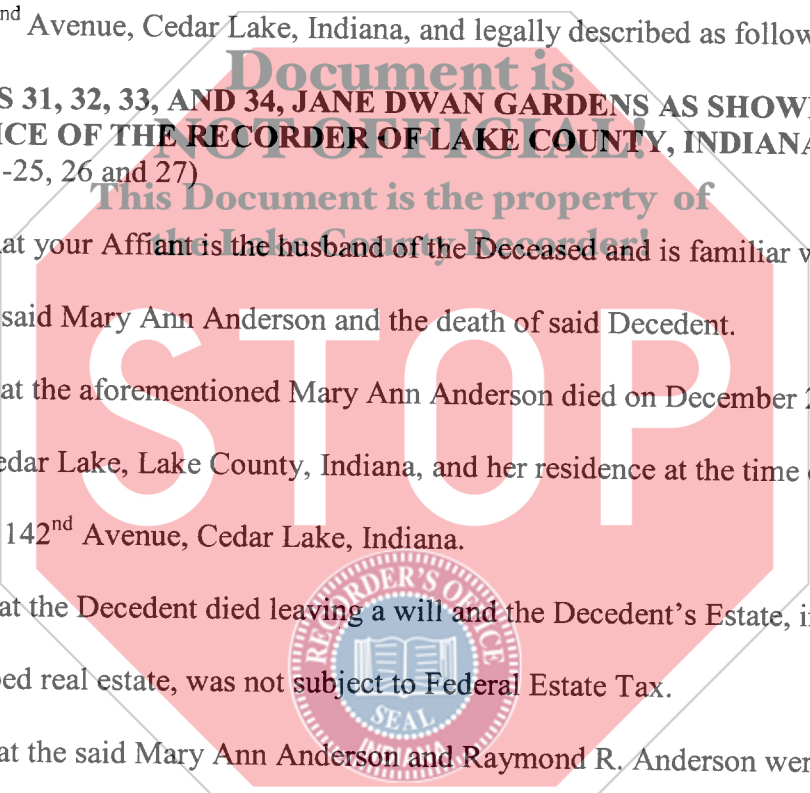 nd Avenue, Cedar Lake, Indiana, and legally described as follow
Document is
S 31, 32, 33, AND 34, JANE DWAN GARDENS AS SHOW
NOT OFFICIAL!
ICE OF THE RECORDER OF LAKE COUNTY, INDIANA
-25, 26 and 27)
This Document is the property of
the Lake County Recorder!
at your Affiant is the husband of the Deceased and is familiar
said Mary Ann Anderson and the death of said Decedent.
at the aforementioned Mary Ann Anderson died on December 2
edar Lake, Lake County, Indiana, and her residence at the time
142nd Avenue, Cedar Lake, Indiana.
STOP
at the Decedent died leaving a will and the Decedent's Estate, i
ed real estate, was not subject to Federal Estate Tax.
at the said Mary Ann Anderson and Raymond R. Anderson wer
RECORDER'S OFFICE
SEAL
INDIANA